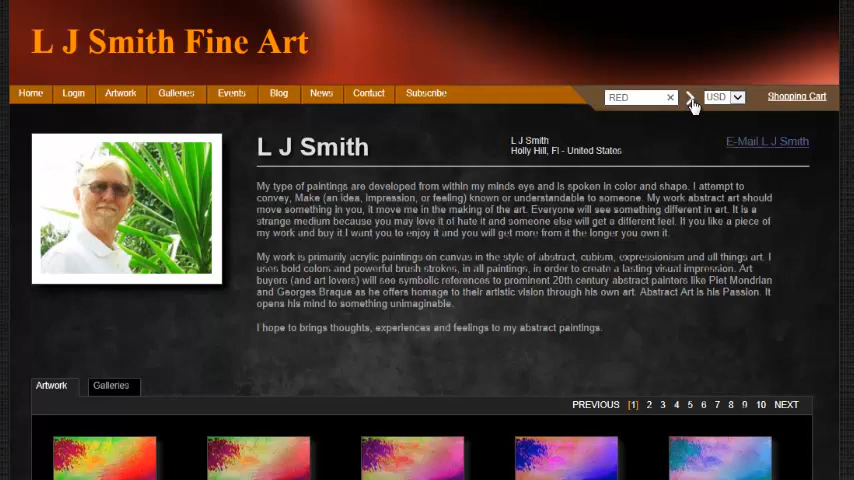 L J Smith Fine Art
Home Login Artwork Galleries Events Blog News Contact Subscribe RED USD Shopping Cart
L J Smith
L J Smith
Holly Hill, Fl - United States
E-Mail L J Smith
My type of paintings are developed from within my minds eye and is spoken in color and shape. I attempt to
convey, Make (an idea, impression, or feeling) known or understandable to someone. My work abstract art should
move something in you, it move me in the making of the art. Everyone will see something different in art. It is a
strange medium because you may love it of hate it and someone else will get a different feel. If you like a piece of
my work and buy it I want you to enjoy it and you will get more from it the longer you own it.
My work is primarily acrylic paintings on canvas in the style of abstract, cubism, expressionism and all things art. I
uses bold colors and powerful brush strokes, in all paintings, in order to create a lasting visual impression. Art
buyers (and art lovers) will see symbolic references to prominent 20th century abstract painters like Piet Mondrian
and Georges Braque as he offers homage to their artistic vision through his own art. Abstract Art is his Passion. It
opens his mind to something unimaginable.
I hope to brings thoughts, experiences and feelings to my abstract paintings.
Artwork Galleries
PREVIOUS [1] 2 3 4 5 6 7 8 9 10 NEXT